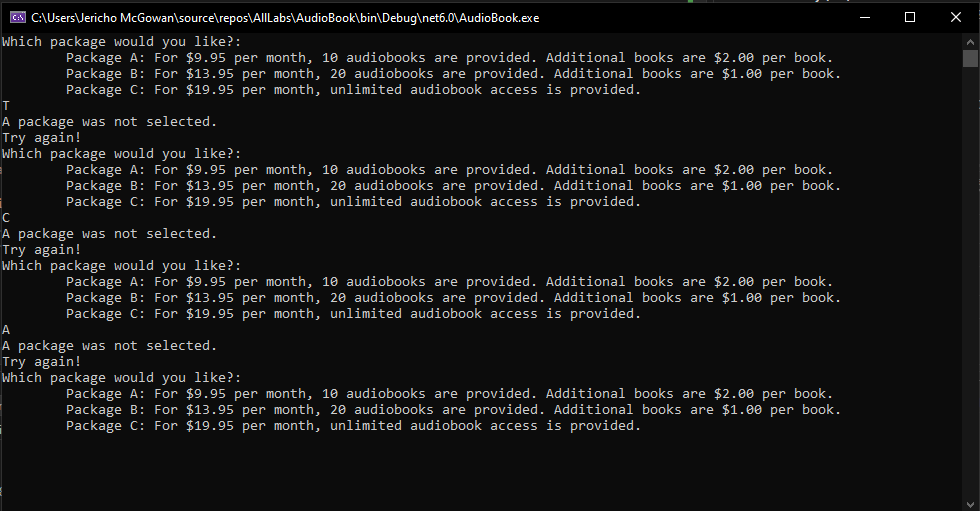 C:\Users\Jericho McGowan\source\repos\AllLabs\AudioBook\bin\Debug\net6.0\AudioBook.exe
Which package would you like?:
Package A: For $9.95 per month, 10 audiobooks are provided. Additional books are $2.00 per book.
Package B: For $13.95 per month, 20 audiobooks are provided. Additional books are $1.00 per book.
Package C: For $19.95 per month, unlimited audiobook access is provided.
T
A package was not selected.
Try again!
Which package would you like?:
Package A: For $9.95 per month, 10 audiobooks are provided. Additional books are $2.00 per book.
Package B: For $13.95 per month, 20 audiobooks are provided. Additional books are $1.00 per book.
Package C: For $19.95 per month, unlimited audiobook access is provided.
C
A package was not selected.
Try again!
Which package would you like?:
Package A: For $9.95 per month, 10 audiobooks are provided. Additional books are $2.00 per book.
Package B: For $13.95 per month, 20 audiobooks are provided. Additional books are $1.00 per book.
Package C: For $19.95 per month, unlimited audiobook access is provided.
A
A package was not selected.
Try again!
Which package would you like?:
Package A: For $9.95 per month, 10 audiobooks are provided. Additional books are $2.00 per book.
Package B: For $13.95 per month, 20 audiobooks are provided. Additional books are $1.00 per book.
Package C: For $19.95 per month, unlimited audiobook access is provided.